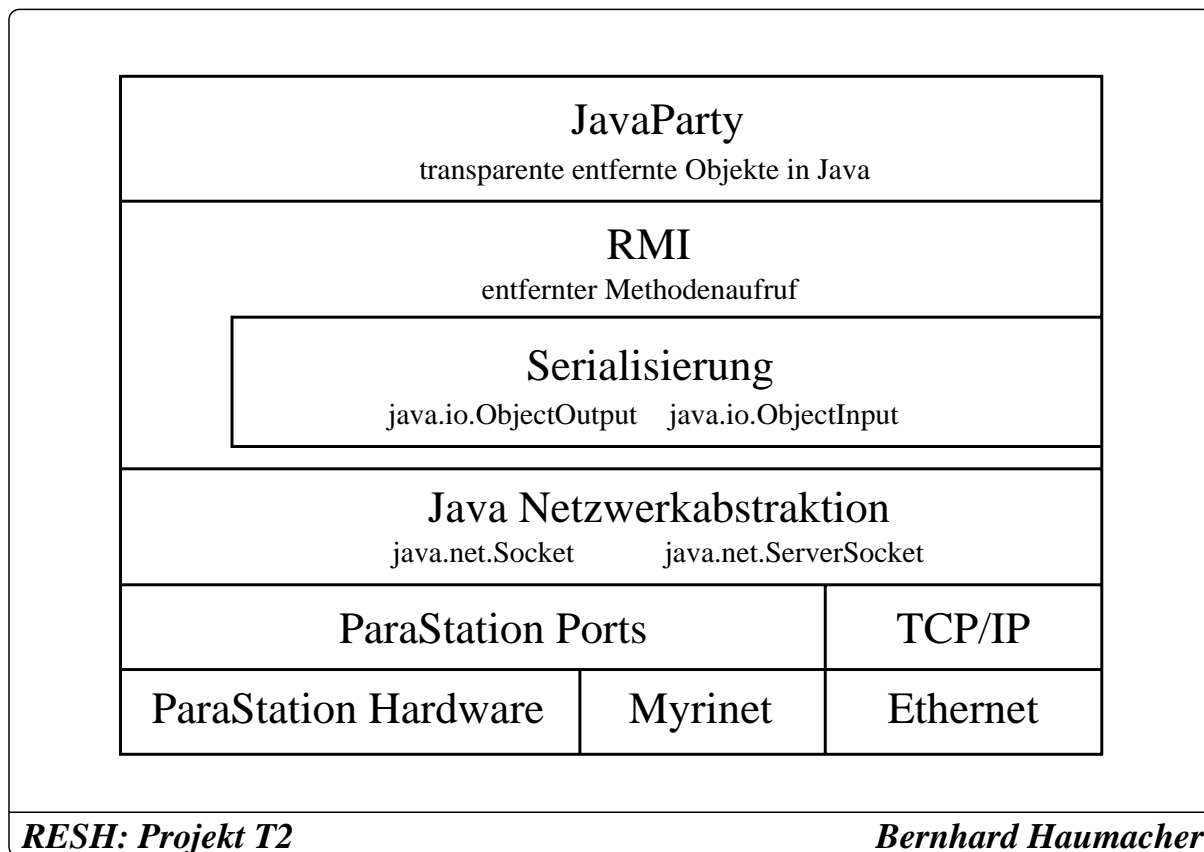 JavaParty
transparente entfernte Objekte in Java
RMI
entfernter Methodenaufruf
Serialisierung
java.io.ObjectOutput java.io.ObjectInput
Java Netzwerkabstraktion
java.net.Socket java.net.ServerSocket
ParaStation Ports TCP/IP
ParaStation Hardware Myrinet Ethernet
RESH: Projekt T2 Bernhard Haumacher